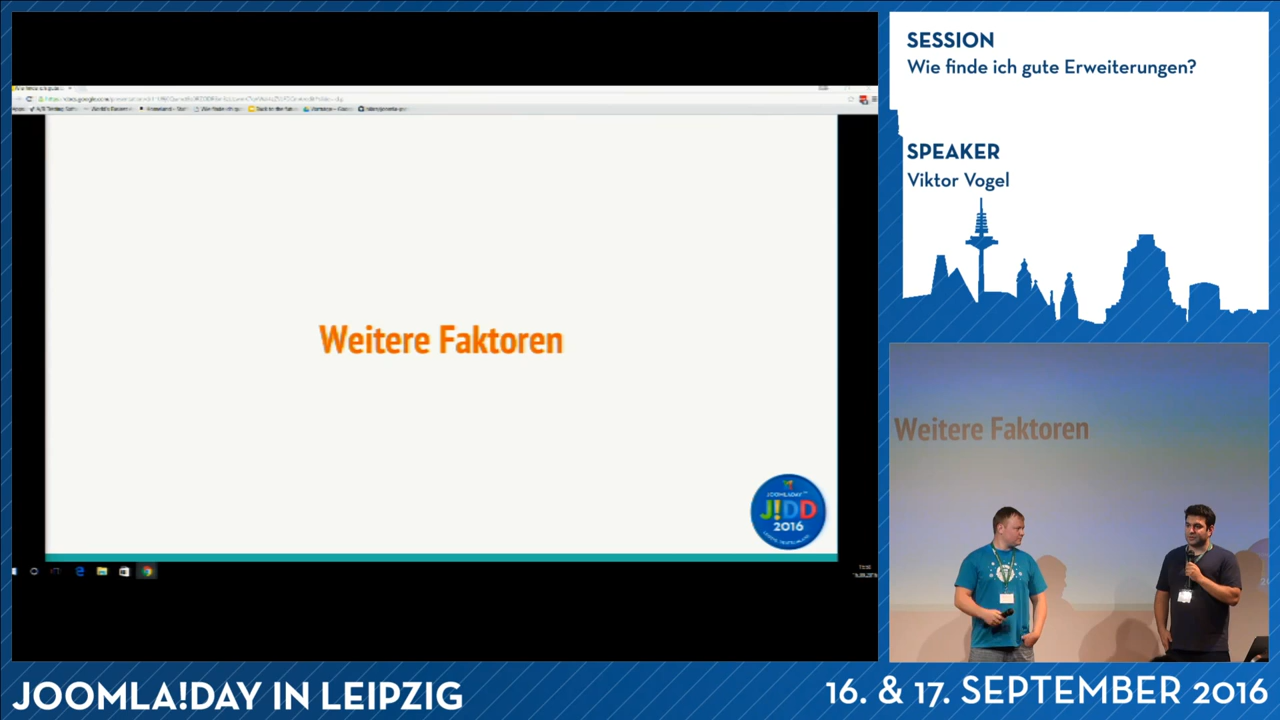 SESSION
Wie finde ich gute Erweiterungen?
SPEAKER
Viktor Vogel
Weitere Faktoren
JOOMLA!DAY
J!DD
2016
Weitere Faktoren
JOOMLA!DAY IN LEIPZIG
16. & 17. SEPTEMBER 2016